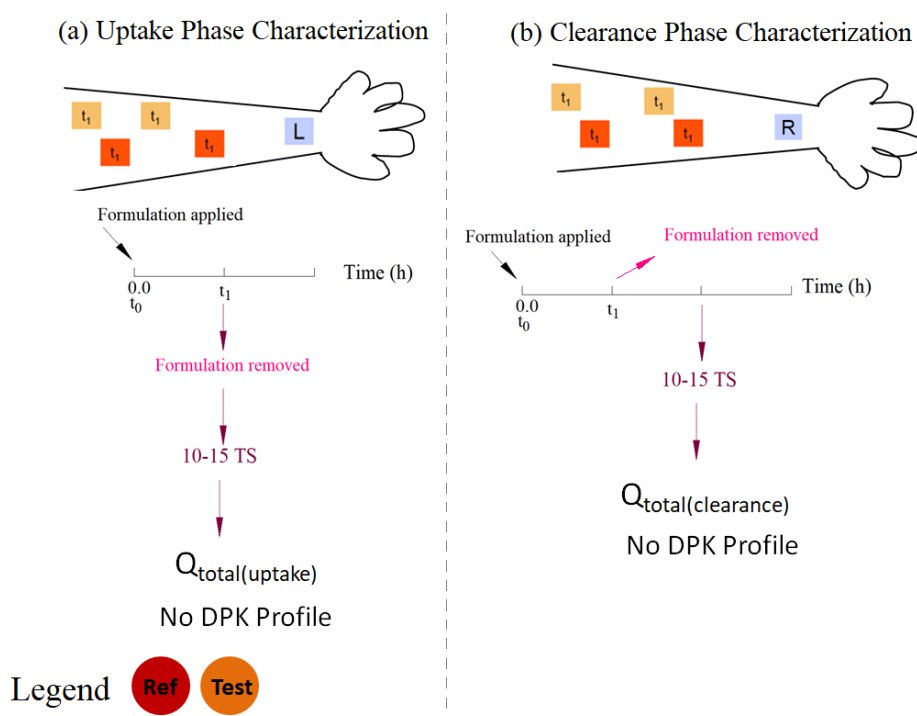 (a) Uptake Phase Characterization
t1 t1
t1 t1
L
Formulation applied
Time (h)
0.0
t0
t1
Formulation removed
10-15 TS
Qtotal(uptake)
No DPK Profile
(b) Clearance Phase Characterization
t1 t1
t1 t1
R
Formulation applied
Formulation removed
Time (h)
0.0
t0
t1
10-15 TS
Qtotal(clearance)
No DPK Profile
Legend Ref Test